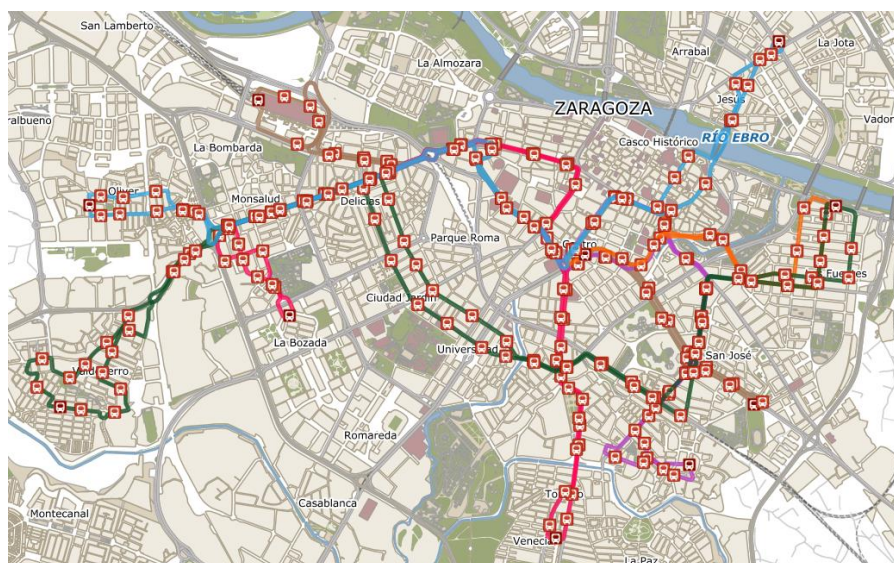 San Lamberto
Arrabal
La Jota
La Almozara
Jesús
ZARAGOZA
Vador
ralbueno
Casco Histórico
RÍO EBRO
La Bombarda
Oliver
Monsalud
Delicias
Parque Roma
Centro
Fuentes
Ciudad Jardín
La Bozada
Universidad
San José
Valdefierro
Romareda
Casablanca
Montecanal
Venecia
La Paz